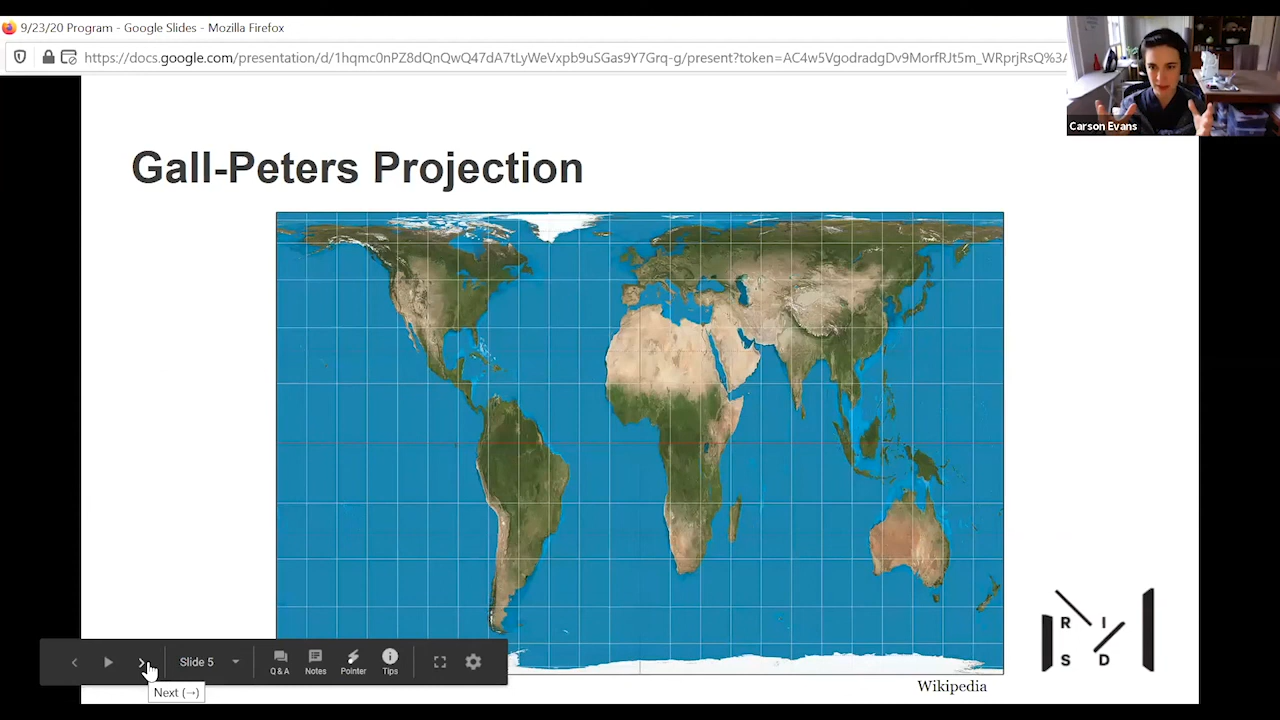 9/23/20 Program - Google Slides - Mozilla Firefox
https://docs.google.com/presentation/d/1hqmc0nPZ8dQnQwQ47dA7tLyWeVxpb9uSGas9Y7Grq-g/present?token=AC4w5VgodradgDv9MorfRJt5m_WRprjRsQ%3A
Carson Evans
Gall-Peters Projection
R I
S D
Slide 5
Q&A
Notes
Pointer
Tips
Next (→)
Wikipedia